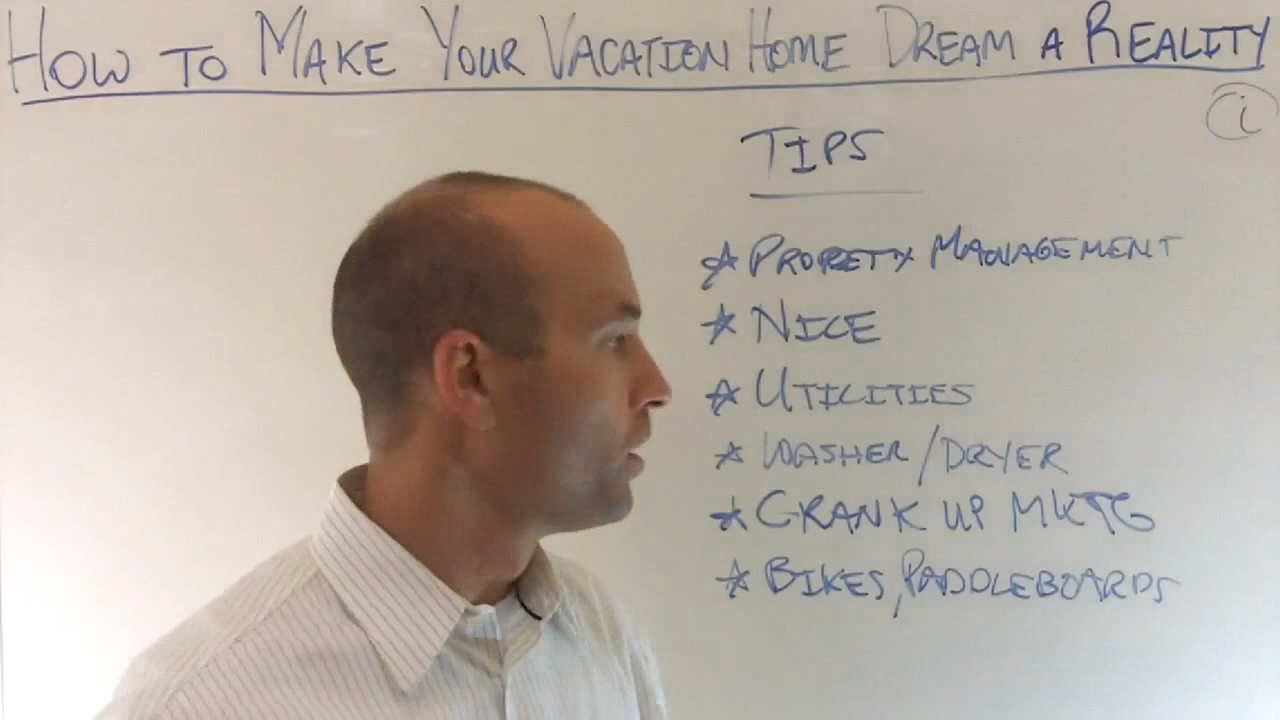 HOW TO MAKE YOUR VACATION HOME DREAM A REALITY
i
TIPS
★ PROPRETY MANAGEMENT
★ NICE
★ UTILITIES
★ WASHER/DRYER
★ CRANK UP MKTG
★ BIKES, PADDLEBOARDS